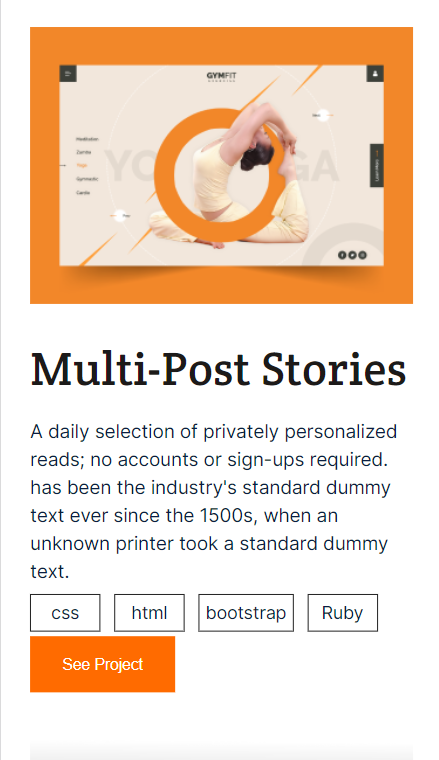 GYMFIT
Meditation
Zumba
Yoga
Gymnastic
Cardio
YO GA
Multi-Post Stories
A daily selection of privately personalized
reads; no accounts or sign-ups required.
has been the industry's standard dummy
text ever since the 1500s, when an
unknown printer took a standard dummy
text.
css html bootstrap Ruby
See Project